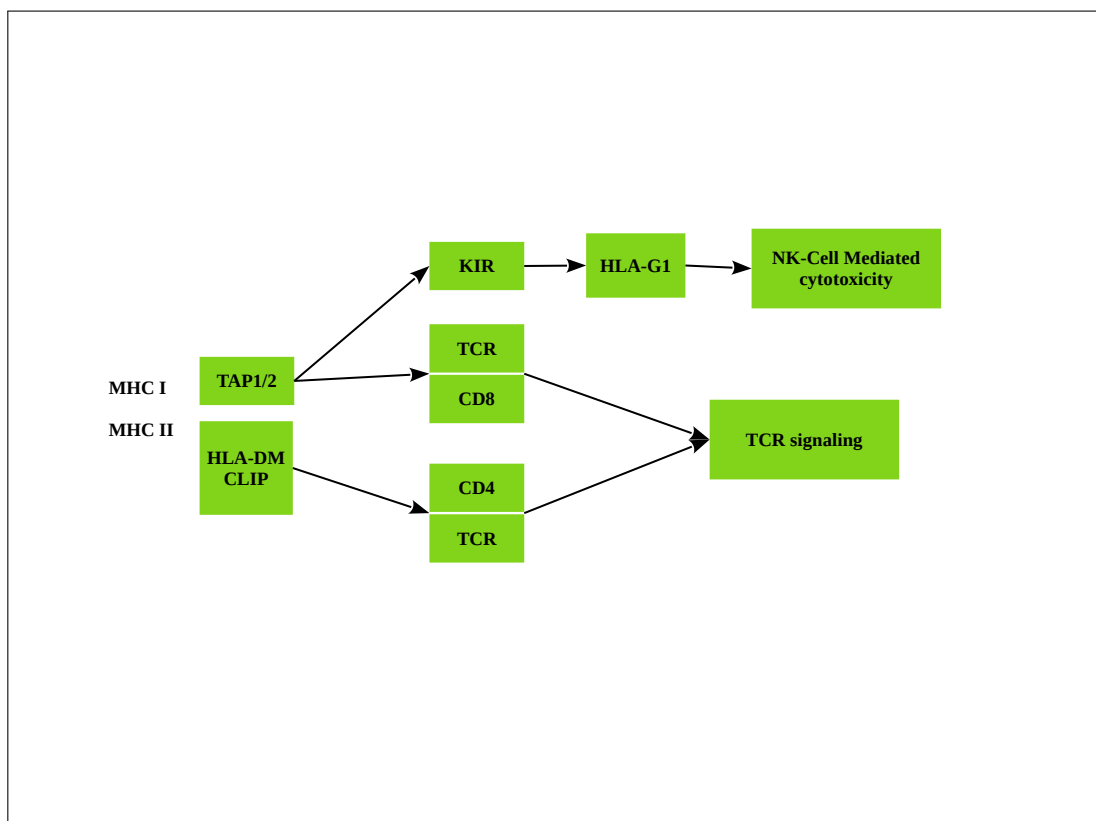 KIR
HLA-G1
NK-Cell Mediated
cytotoxicity
TCR
CD8
MHC I
TAP1/2
MHC II
HLA-DM
CLIP
TCR signaling
CD4
TCR